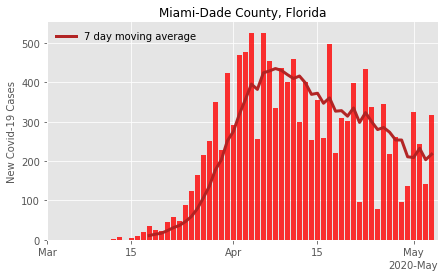 Miami-Dade County, Florida
7 day moving average
New Covid-19 Cases
500
400
300
200
100
0
Mar
15
Apr
15
May
2020-May